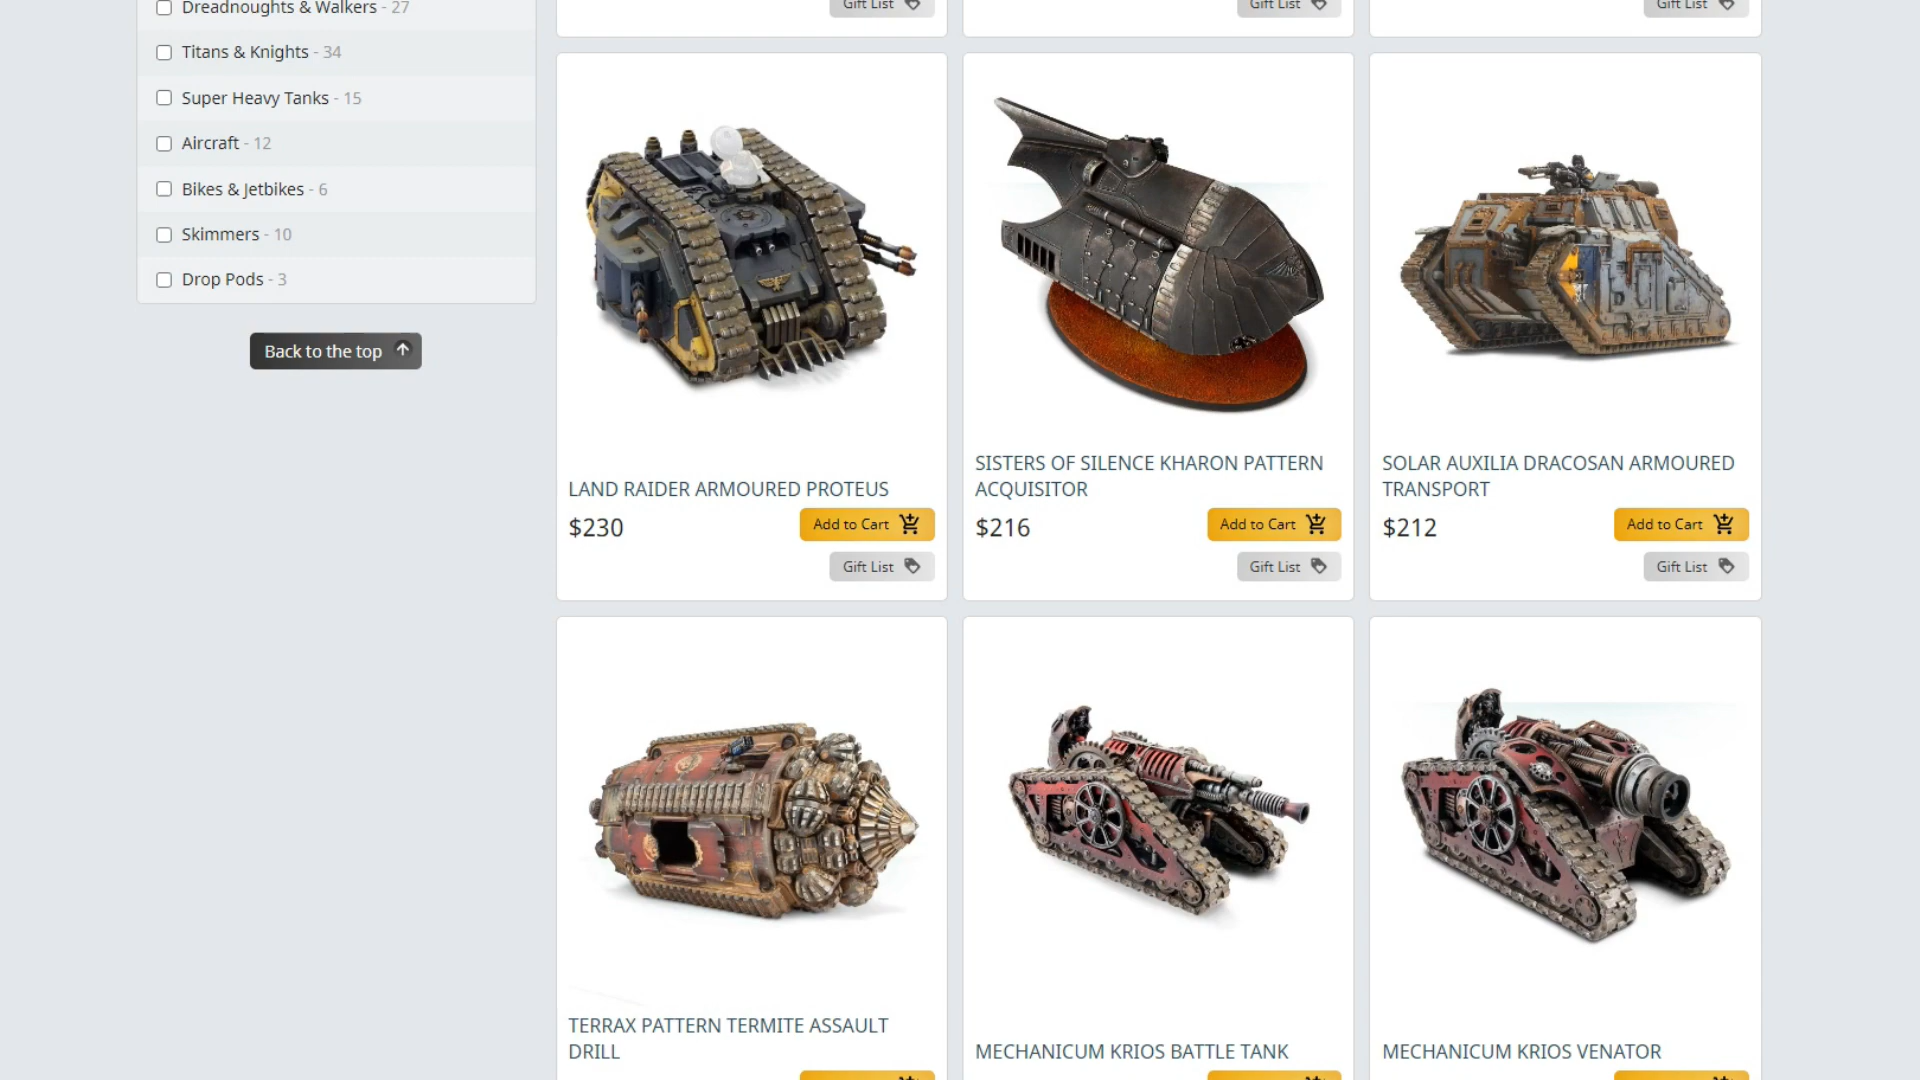 Dreadnoughts & Walkers - 27
Titans & Knights - 34
Super Heavy Tanks - 15
Aircraft - 12
Bikes & Jetbikes - 6
Skimmers - 10
Drop Pods - 3
Back to the top
Gift List
Gift List
Gift List
LAND RAIDER ARMOURED PROTEUS
$230
Add to Cart
Gift List
SISTERS OF SILENCE KHARON PATTERN
ACQUISITOR
$216
Add to Cart
Gift List
SOLAR AUXILIA DRACOSAN ARMOURED
TRANSPORT
$212
Add to Cart
Gift List
TERRAX PATTERN TERMITE ASSAULT
DRILL
MECHANICUM KRIOS BATTLE TANK
MECHANICUM KRIOS VENATOR